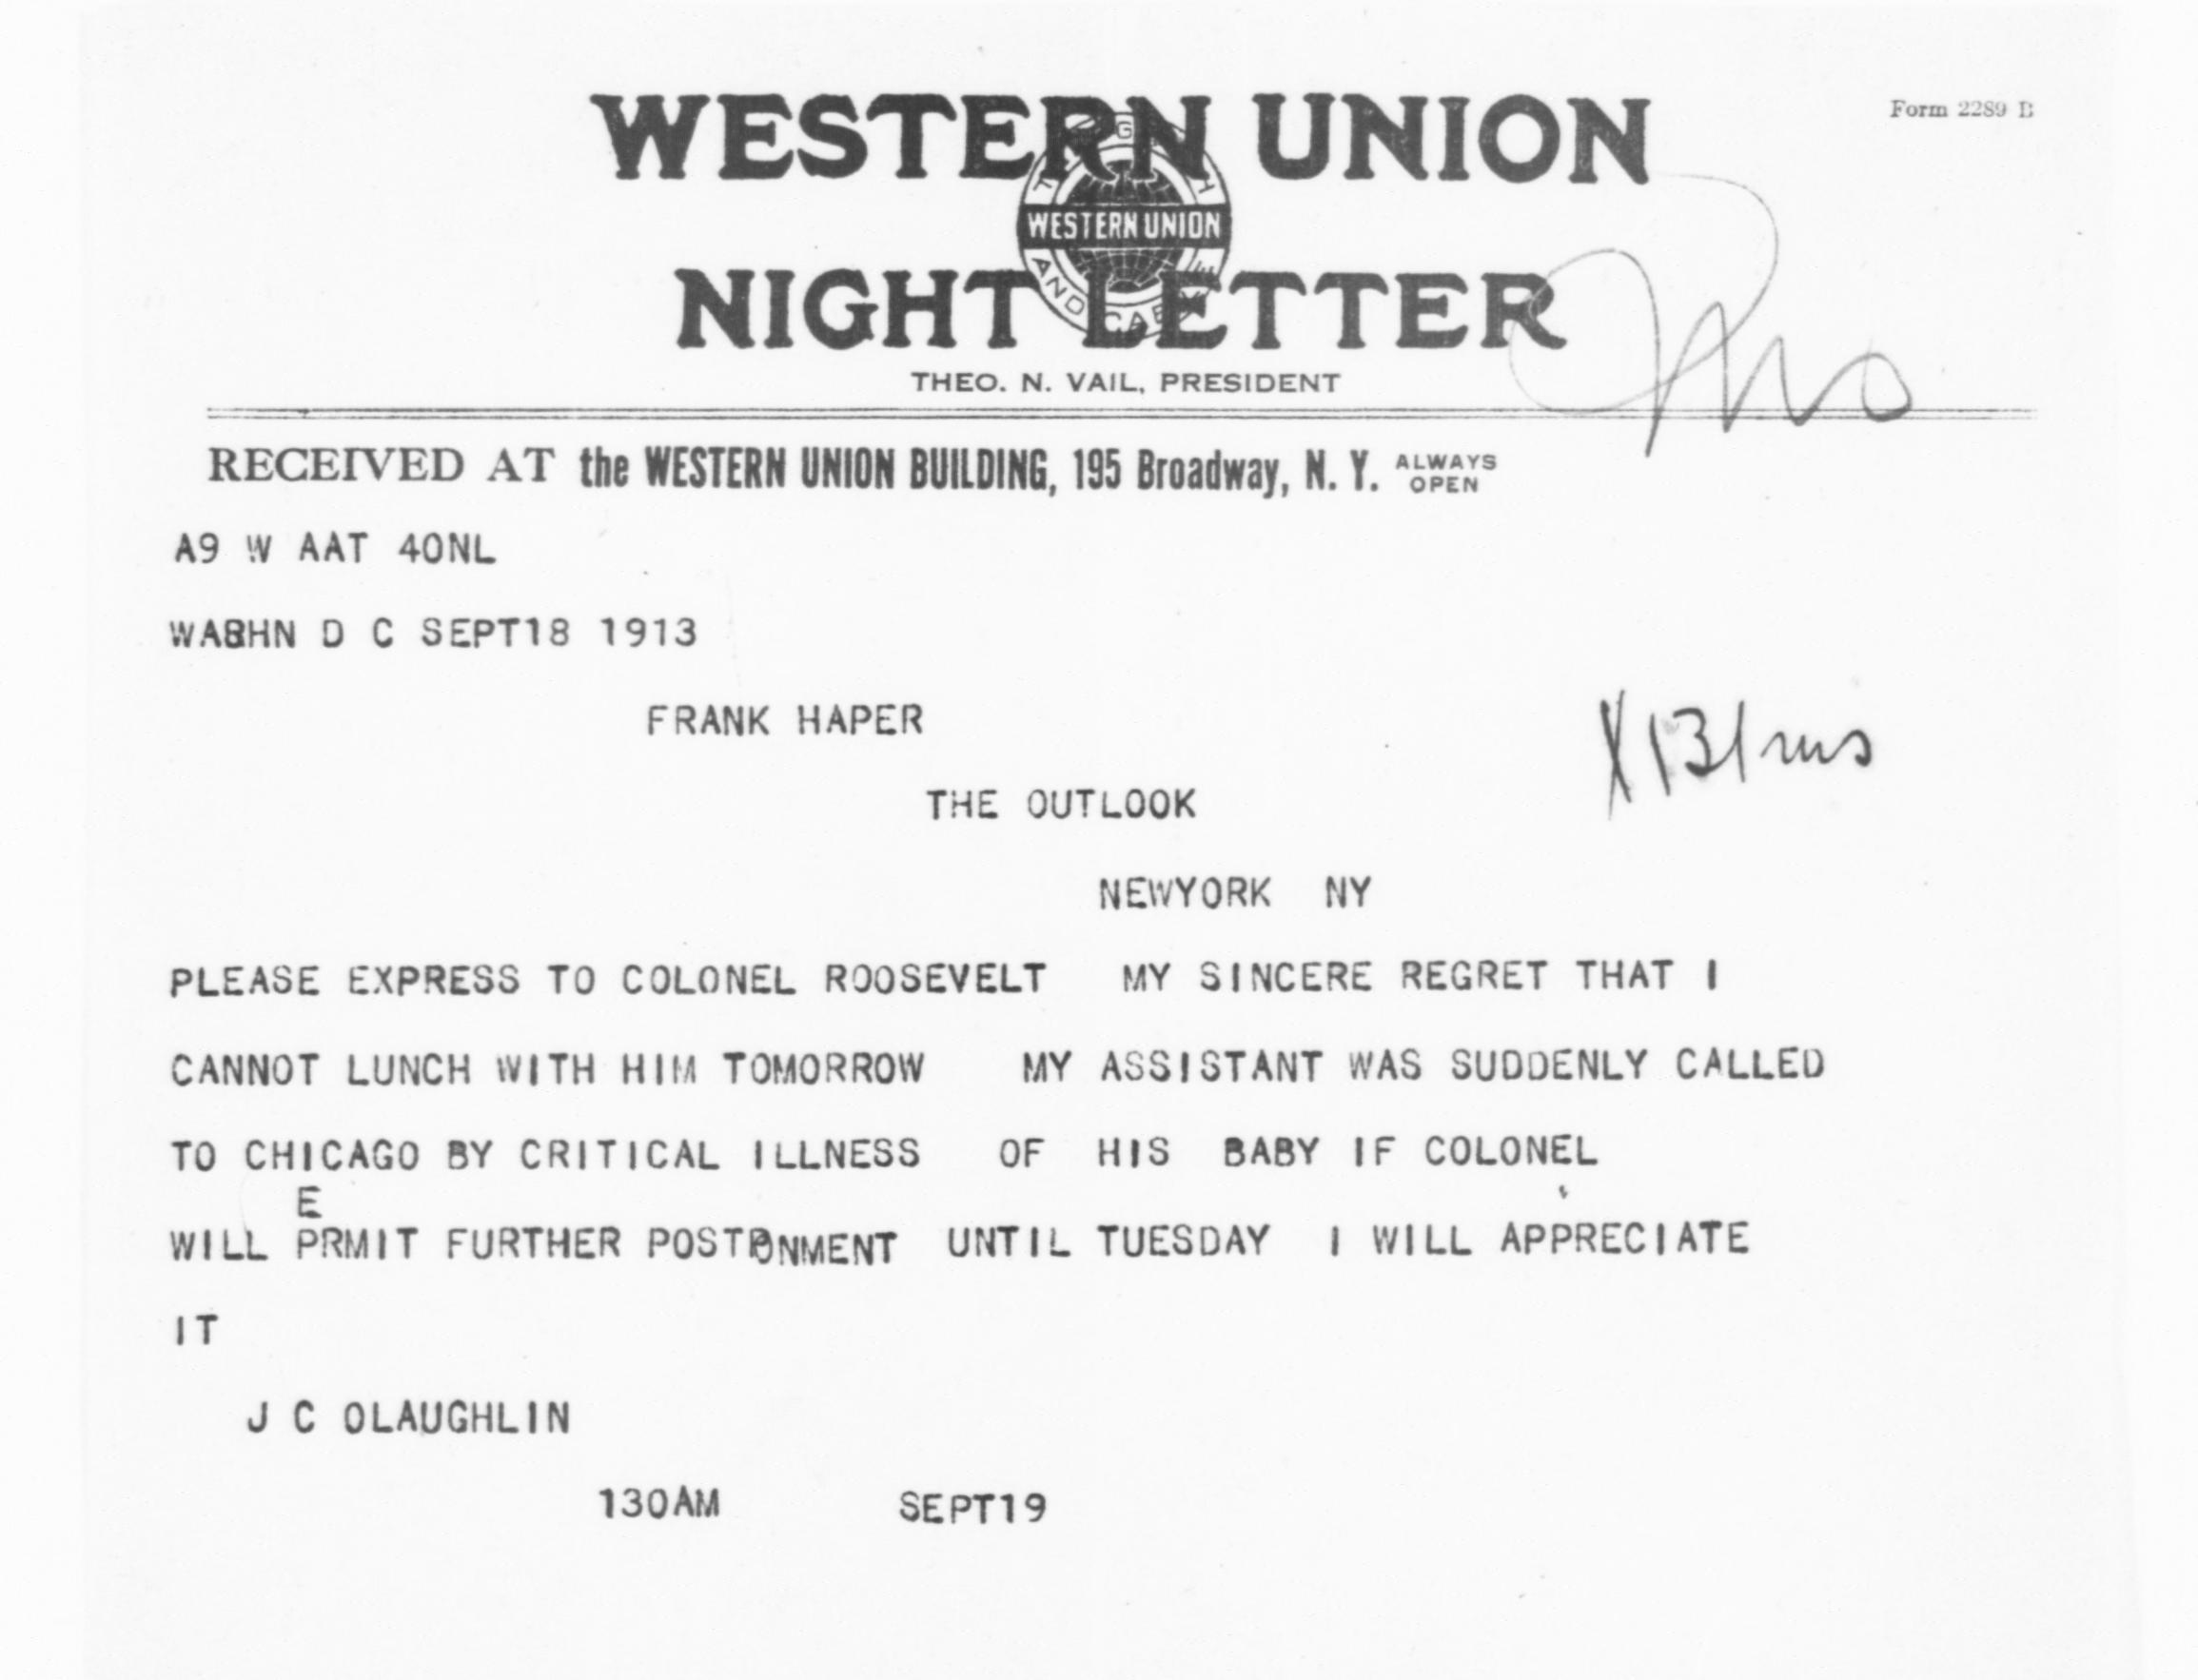 Form 2289 B
WESTERN UNION
WESTERN UNION
NIGHT LETTER
THEO. N. VAIL, PRESIDENT
RECEIVED AT the WESTERN UNION BUILDING, 195 Broadway, N. Y. ALWAYS OPEN
A9 W AAT 40NL
WASHN D C SEPT18 1913
FRANK HAPER
THE OUTLOOK
NEWYORK NY
PLEASE EXPRESS TO COLONEL ROOSEVELT MY SINCERE REGRET THAT I
CANNOT LUNCH WITH HIM TOMORROW MY ASSISTANT WAS SUDDENLY CALLED
TO CHICAGO BY CRITICAL ILLNESS OF HIS BABY IF COLONEL
E
WILL PRMIT FURTHER POSTPONMENT UNTIL TUESDAY I WILL APPRECIATE
IT
J C OLAUGHLIN
130AM SEPT19